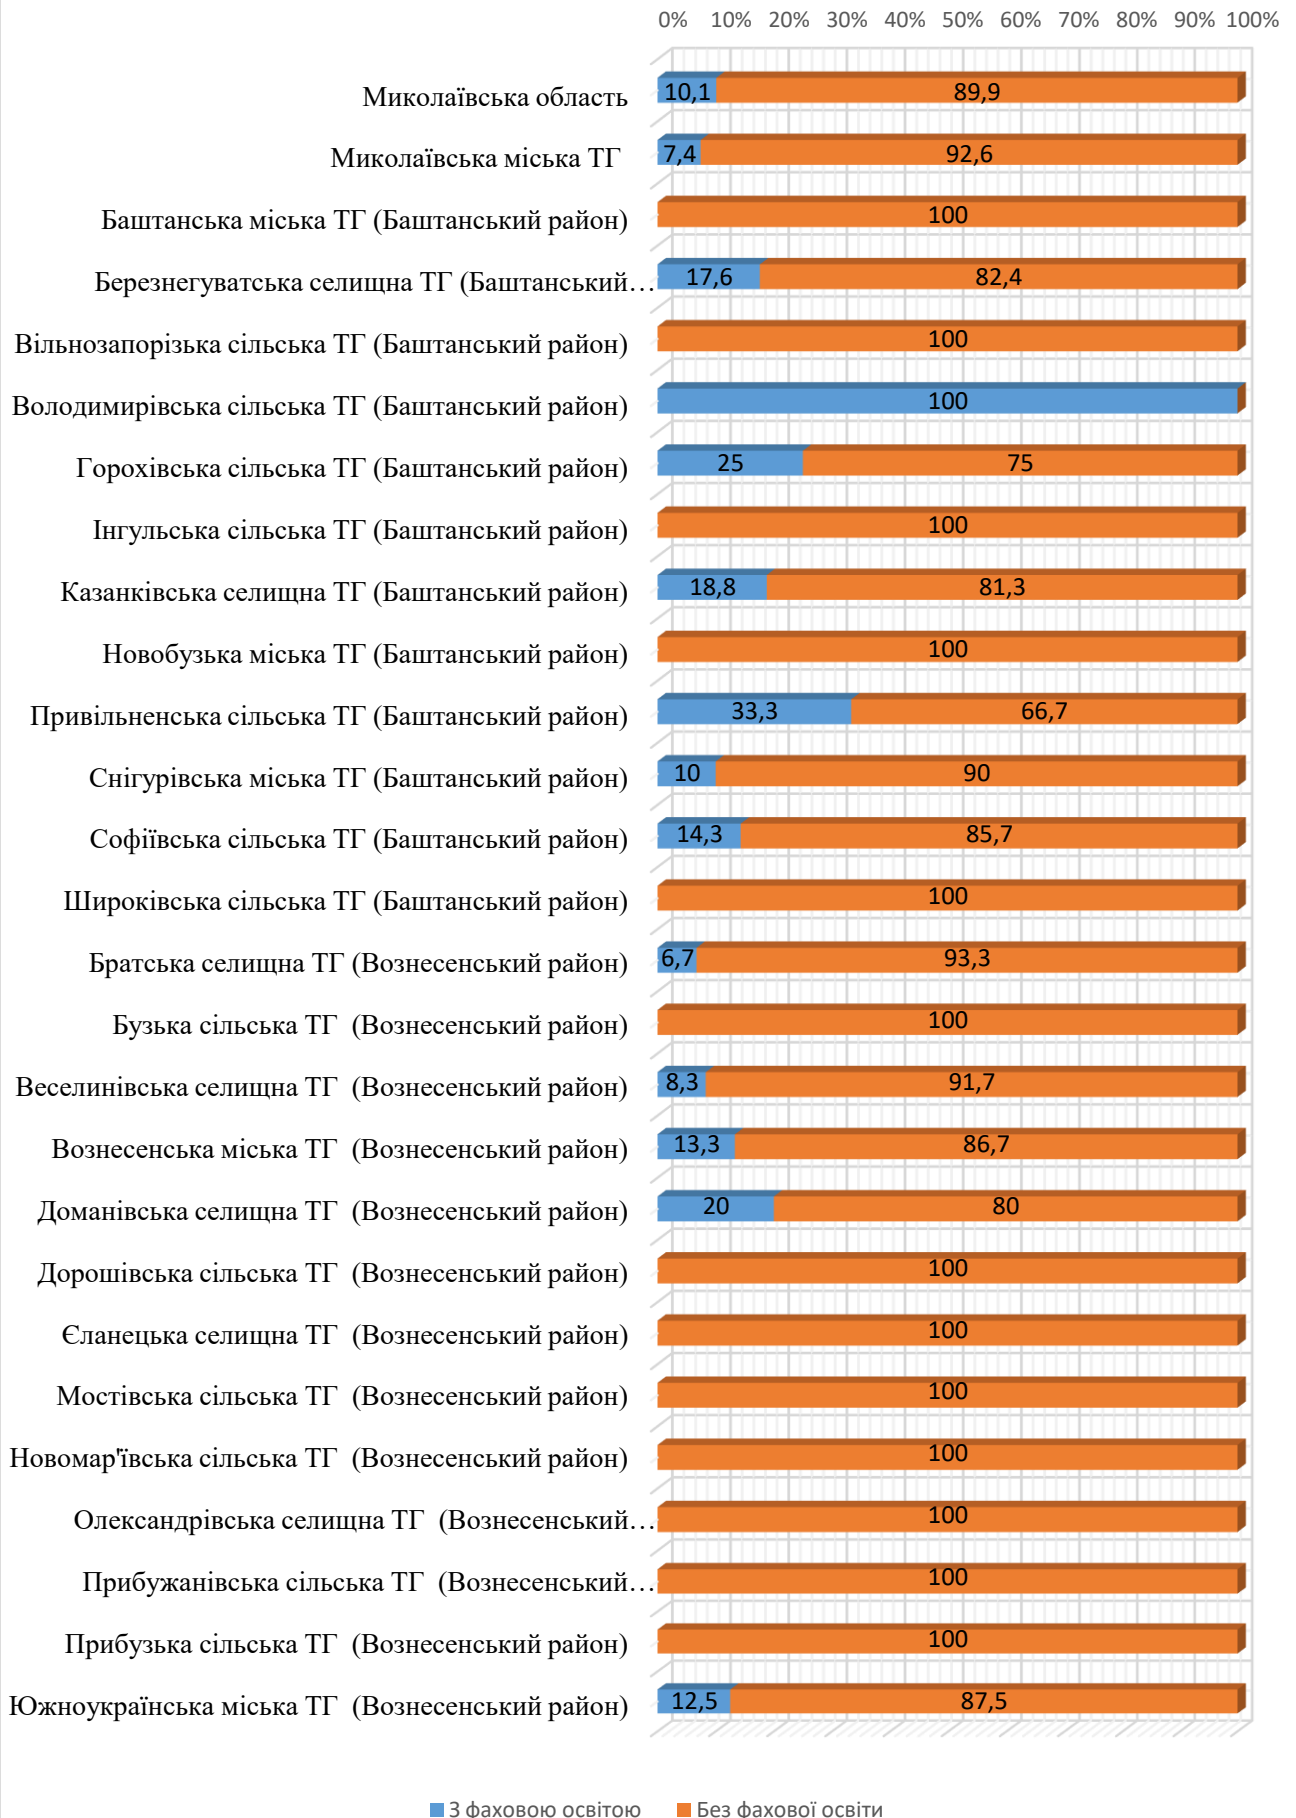 0% 10% 20% 30% 40% 50% 60% 70% 80% 90% 100%
Миколаївська область 10,1 89,9
Миколаївська міська ТГ 7,4 92,6
Баштанська міська ТГ (Баштанський район) 100
Березнегуватська селищна ТГ (Баштанський… 17,6 82,4
Вільнозапорізька сільська ТГ (Баштанський район) 100
Володимирівська сільська ТГ (Баштанський район) 100
Горохівська сільська ТГ (Баштанський район) 25 75
Інгульська сільська ТГ (Баштанський район) 100
Казанківська селищна ТГ (Баштанський район) 18,8 81,3
Новобузька міська ТГ (Баштанський район) 100
Привільненська сільська ТГ (Баштанський район) 33,3 66,7
Снігурівська міська ТГ (Баштанський район) 10 90
Софіївська сільська ТГ (Баштанський район) 14,3 85,7
Широківська сільська ТГ (Баштанський район) 100
Братська селищна ТГ (Вознесенський район) 6,7 93,3
Бузька сільська ТГ (Вознесенський район) 100
Веселинівська селищна ТГ (Вознесенський район) 8,3 91,7
Вознесенська міська ТГ (Вознесенський район) 13,3 86,7
Доманівська селищна ТГ (Вознесенський район) 20 80
Дорошівська сільська ТГ (Вознесенський район) 100
Єланецька селищна ТГ (Вознесенський район) 100
Мостівська сільська ТГ (Вознесенський район) 100
Новомар'ївська сільська ТГ (Вознесенський район) 100
Олександрівська селищна ТГ (Вознесенський… 100
Прибужанівська сільська ТГ (Вознесенський… 100
Прибузька сільська ТГ (Вознесенський район) 100
Южноукраїнська міська ТГ (Вознесенський район) 12,5 87,5
З фаховою освітою Без фахової освіти